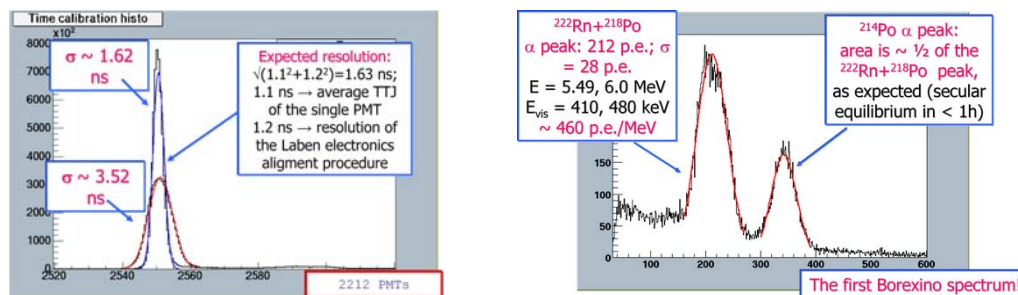 Time calibration histo
x10²
8000
7000
6000
5000
4000
3000
2000
1000
0
2520
2540
2560
2580
σ ~ 1.62
ns
σ ~ 3.52
ns
Expected resolution:
√(1.1²+1.2²)=1.63 ns;
1.1 ns → average TTJ
of the single PMT
1.2 ns → resolution of
the Laben electronics
aligment procedure
2212 PMTs
²²²Rn+²¹⁸Po
α peak: 212 p.e.; σ
= 28 p.e.
E = 5.49, 6.0 MeV
Eᵥᵢₛ = 410, 480 keV
~ 460 p.e./MeV
²¹⁴Po α peak:
area is ~ ½ of the
²²²Rn+²¹⁸Po peak,
as expected (secular
equilibrium in < 1h)
150
100
50
0
100
200
300
400
500
600
The first Borexino spectrum!